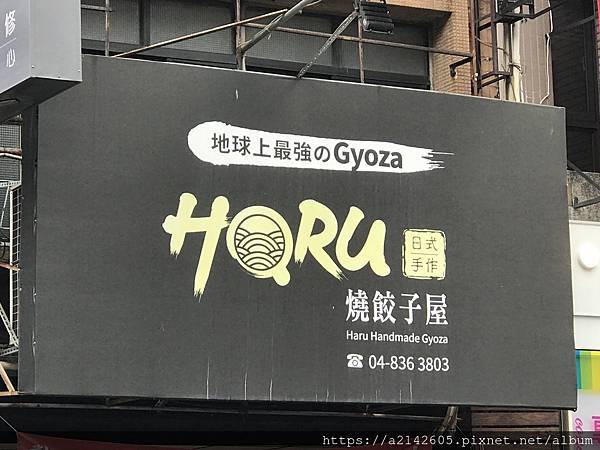 修心
地球上最強のGyoza
HARU
日式
手作
燒餃子屋
Haru Handmade Gyoza
☎ 04-836 3803
https://a2142605.pixnet.net/album